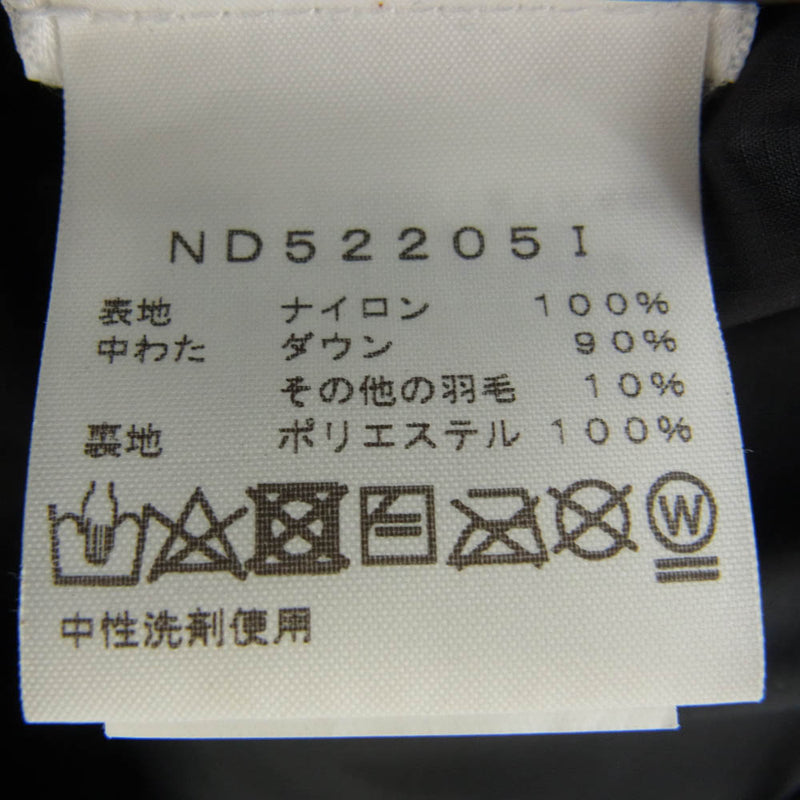 ND52205I
表地 ナイロン 100%
中わた ダウン 90%
その他の羽毛 10%
裏地 ポリエステル 100%
W
中性洗剤使用